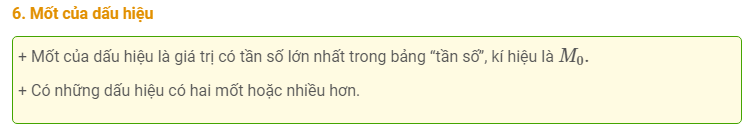 6. Mốt của dấu hiệu
+ Mốt của dấu hiệu là giá trị có tần số lớn nhất trong bảng “tần số”, kí hiệu là M₀.
+ Có những dấu hiệu có hai mốt hoặc nhiều hơn.